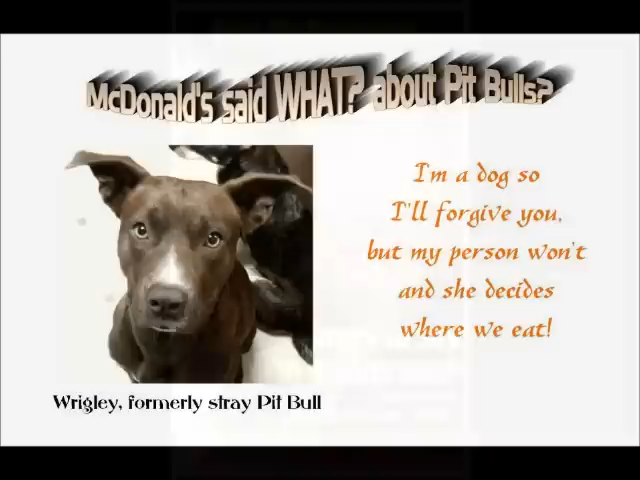 McDonald's said WHAT? about Pit Bulls?
I'm a dog so
I'll forgive you,
but my person won't
and she decides
where we eat!
Wrigley, formerly stray Pit Bull